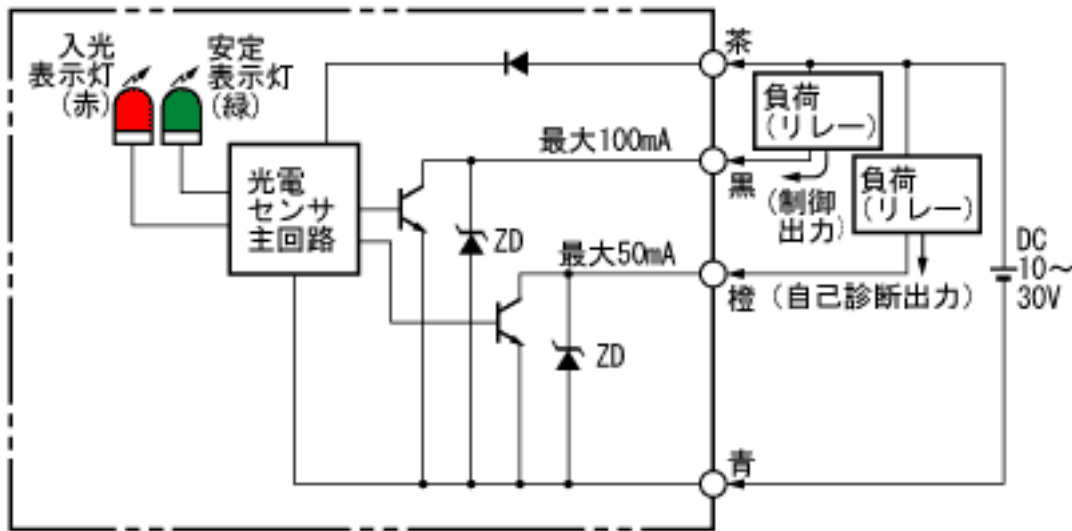 入光
表示灯
(赤)
安定
表示灯
(緑)
茶
負荷
(リレー)
最大100mA
黒
負荷
(リレー)
光電
センサ
主回路
(制御
出力)
ZD
最大50mA
DC
10～
30V
橙
(自己診断出力)
ZD
青